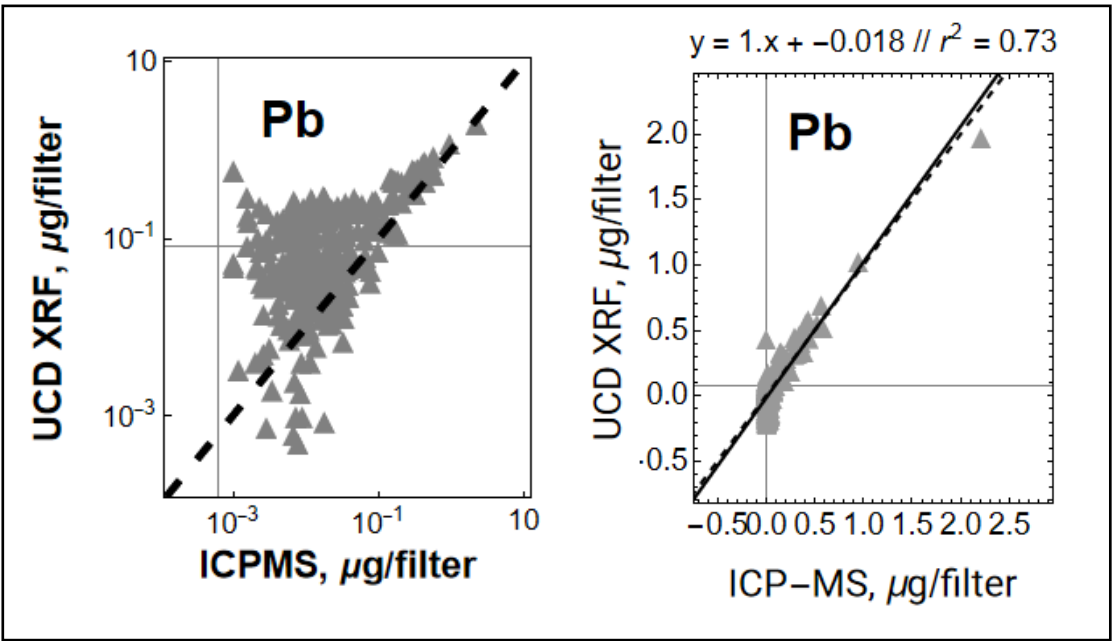 y = 1.x + −0.018 // r² = 0.73
10
10⁻¹
10⁻³
Pb
UCD XRF, μg/filter
10⁻³
10⁻¹
10
ICPMS, μg/filter
Pb
UCD XRF, μg/filter
2.0
1.5
1.0
0.5
0.0
-0.5
−0.5
0.0
0.5
1.0
1.5
2.0
2.5
ICP−MS, μg/filter